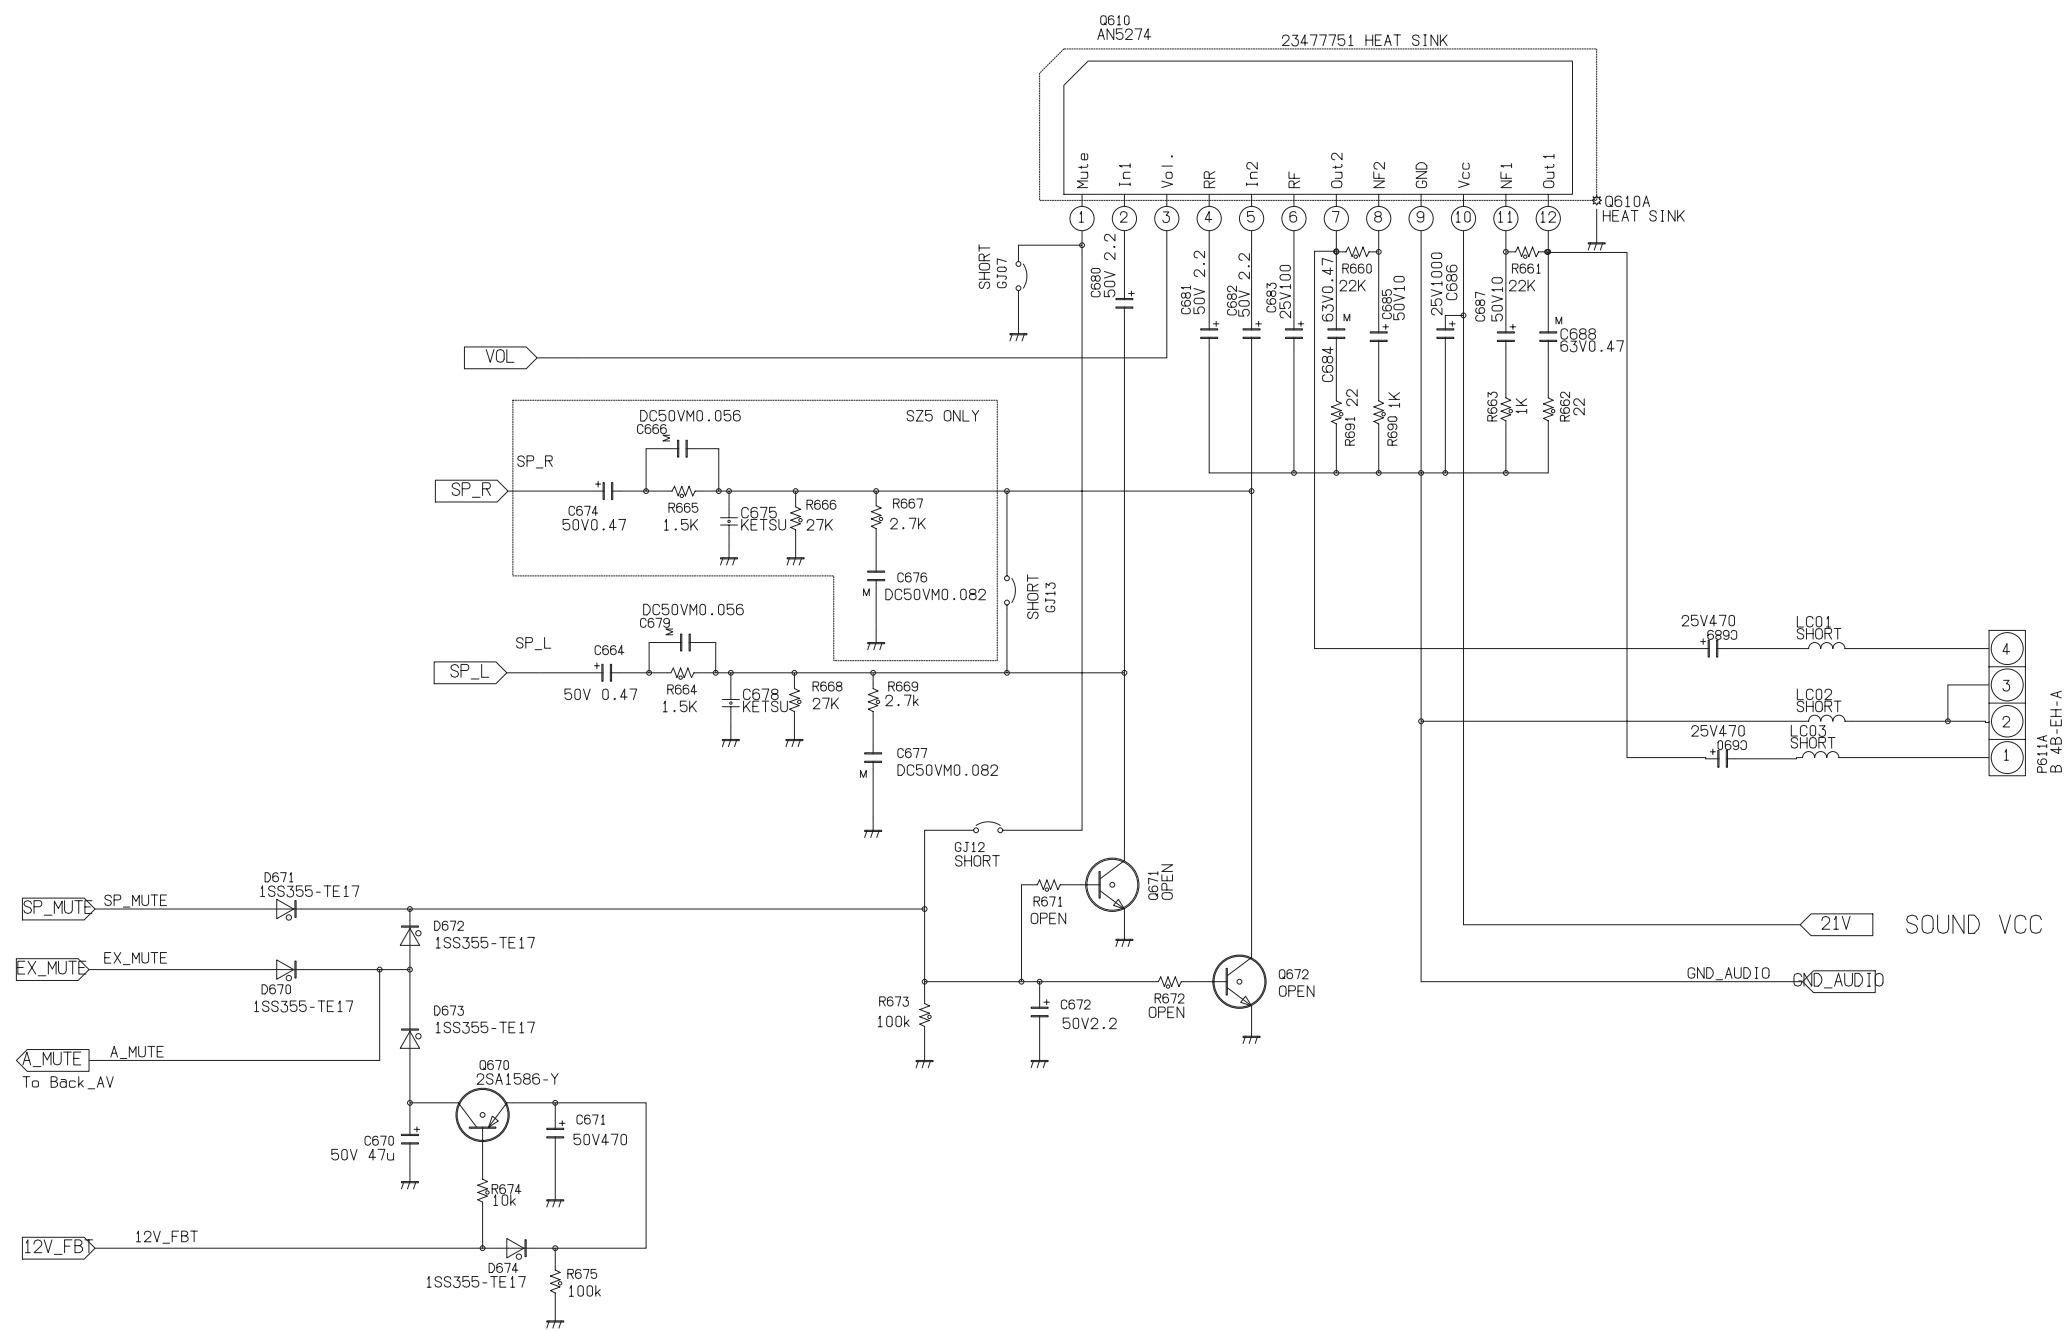 Q610
AN5274
23477751 HEAT SINK
Mute
In1
Vol.
RR
In2
RF
Out2
NF2
GND
Vcc
NF1
Out1
1
2
3
4
5
6
7
8
9
10
11
12
Q610A
HEAT SINK
SHORT
GJ07
C680
50V 2.2
C681
50V 2.2
C682
50V 2.2
C683
25V100
63V0.47
M
C684
R660
22K
C685
50V10
25V1000
C686
C687
50V10
R661
22K
M
C688
63V0.47
R691 22
R690 1K
R663
1K
R662
22
VOL
DC50VM0.056
C666
M
SZ5 ONLY
SP_R
SP_R
C674
50V0.47
R665
1.5K
C675
KETSU
R666
27K
R667
2.7K
C676
M
DC50VM0.082
SHORT
GJ13
DC50VM0.056
C679
M
SP_L
SP_L
C664
50V 0.47
R664
1.5K
C678
KETSU
R668
27K
R669
2.7k
C677
M
DC50VM0.082
25V470
C689
LC01
SHORT
LC02
SHORT
25V470
C690
LC03
SHORT
4
3
2
1
P611A
B 4B-EH-A
GJ12
SHORT
R671
OPEN
Q671
OPEN
SP_MUTE
SP_MUTE
D671
1SS355-TE17
D672
1SS355-TE17
EX_MUTE
EX_MUTE
D670
1SS355-TE17
D673
1SS355-TE17
A_MUTE
A_MUTE
To Back_AV
R673
100k
C672
50V2.2
R672
OPEN
Q672
OPEN
21V
SOUND VCC
GND_AUDIO
GND_AUDIO
Q670
2SA1586-Y
C670
50V 47u
C671
50V470
R674
10k
12V_FBT
12V_FBT
D674
1SS355-TE17
R675
100k